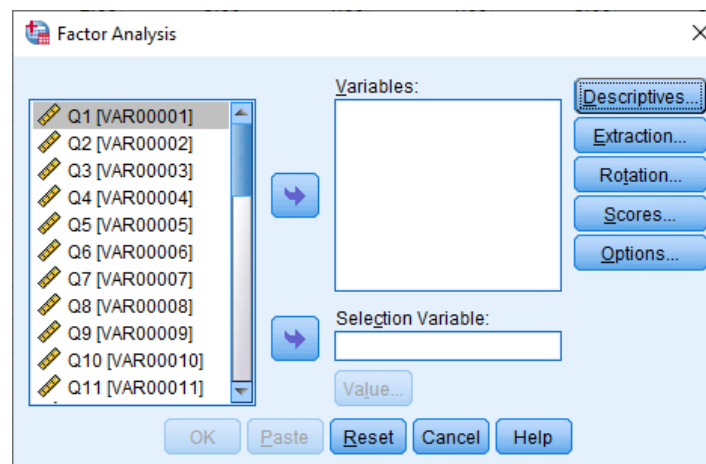 Factor Analysis
Variables:
Q1 [VAR00001]
Q2 [VAR00002]
Q3 [VAR00003]
Q4 [VAR00004]
Q5 [VAR00005]
Q6 [VAR00006]
Q7 [VAR00007]
Q8 [VAR00008]
Q9 [VAR00009]
Q10 [VAR00010]
Q11 [VAR00011]
Descriptives...
Extraction...
Rotation...
Scores...
Options...
Selection Variable:
Value...
OK
Paste
Reset
Cancel
Help